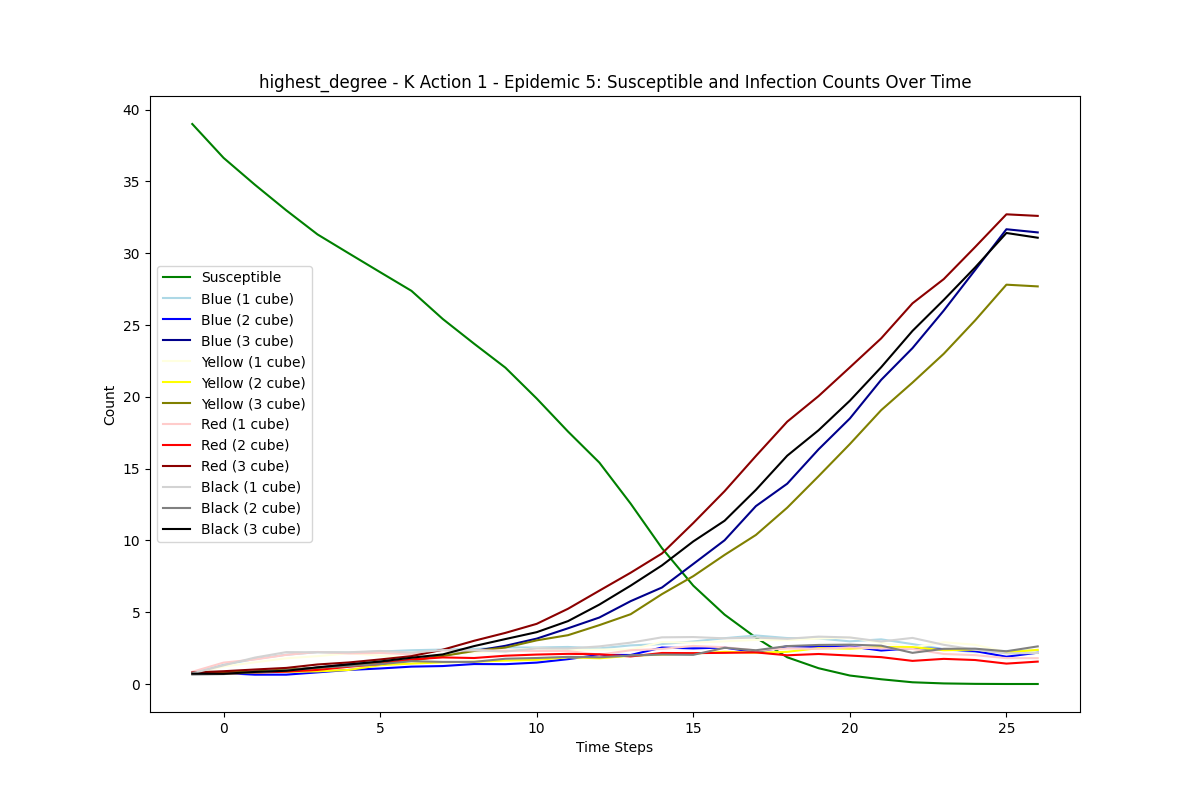 highest_degree - K Action 1 - Epidemic 5: Susceptible and Infection Counts Over Time
40
35
30
25
20
15
10
5
0
Count
Susceptible
Blue (1 cube)
Blue (2 cube)
Blue (3 cube)
Yellow (1 cube)
Yellow (2 cube)
Yellow (3 cube)
Red (1 cube)
Red (2 cube)
Red (3 cube)
Black (1 cube)
Black (2 cube)
Black (3 cube)
0 5 10 15 20 25
Time Steps